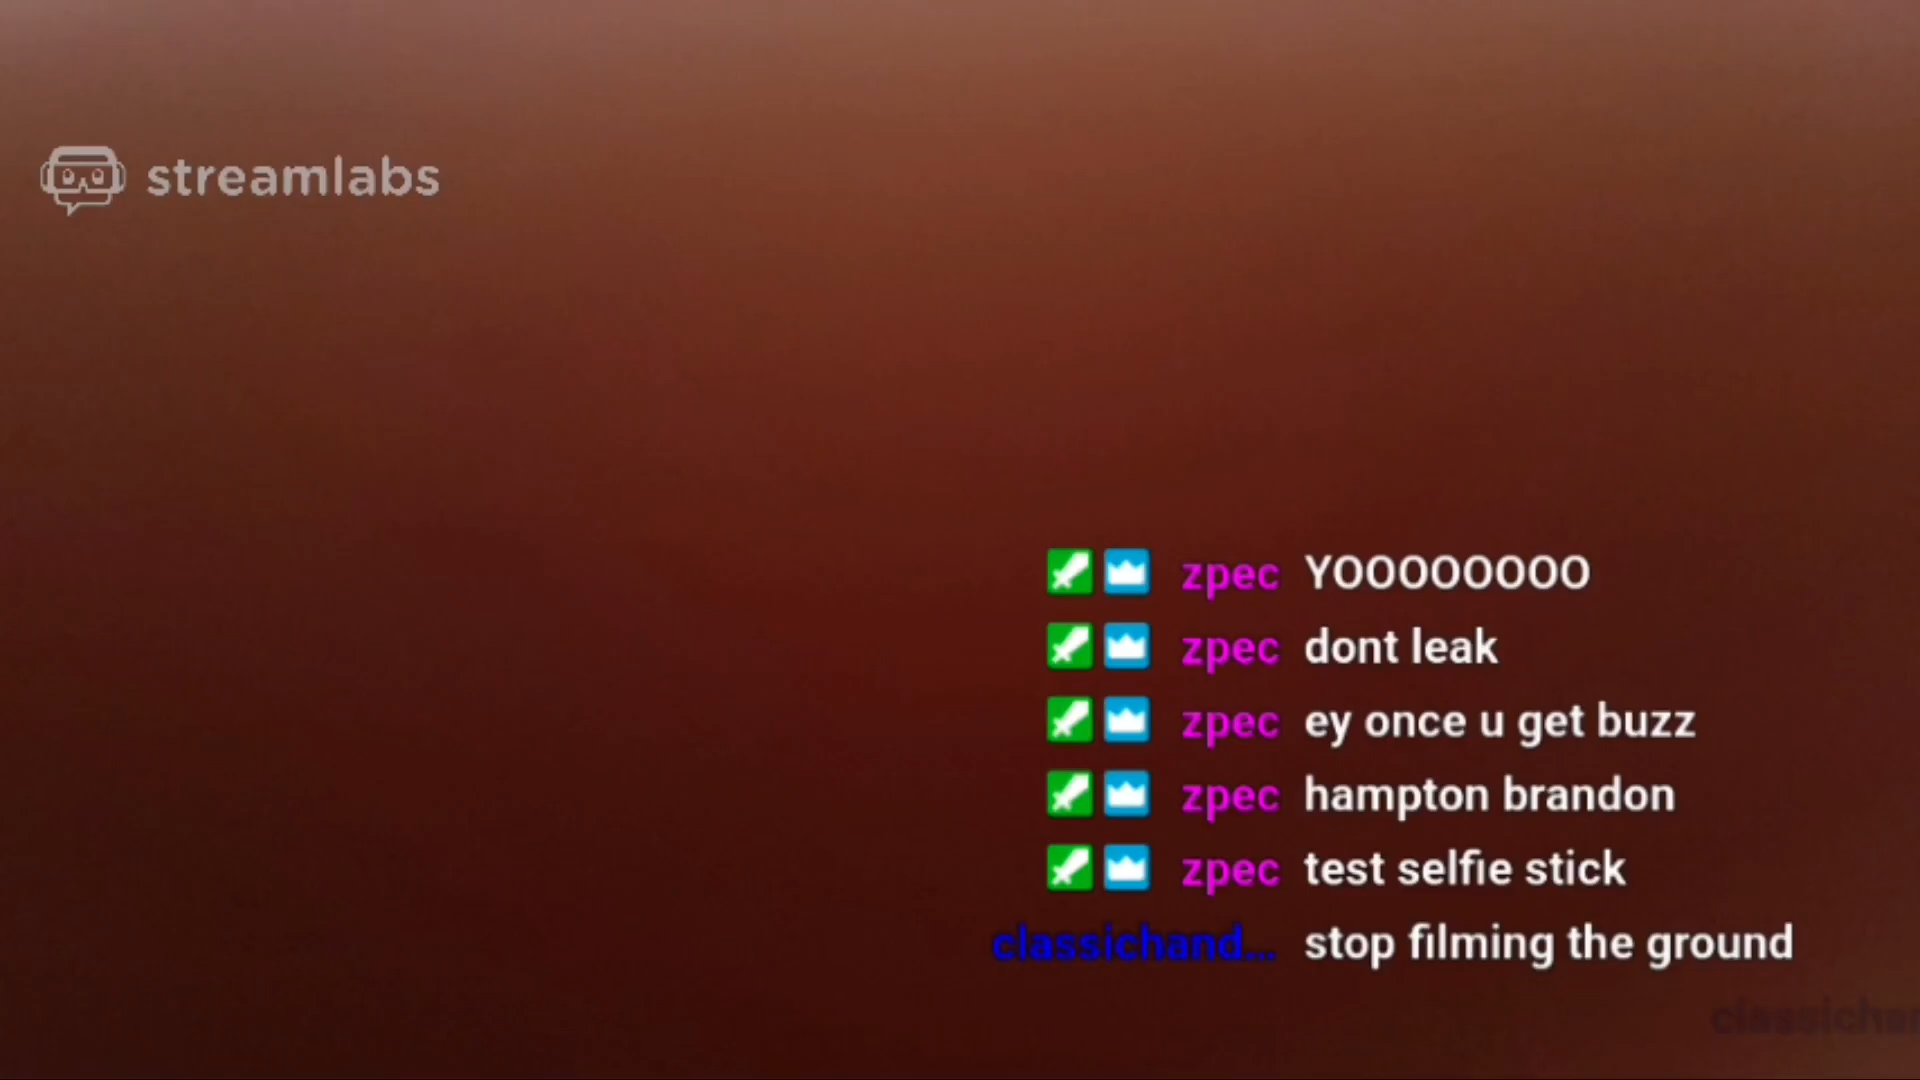 streamlabs
zpec YOOOOOOOO
zpec dont leak
zpec ey once u get buzz
zpec hampton brandon
zpec test selfie stick
classichand... stop filming the ground